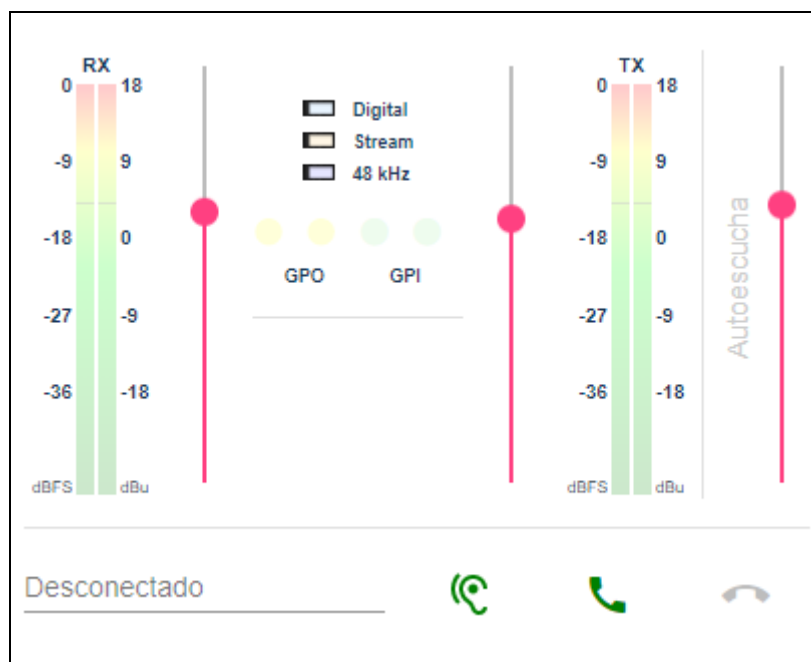 RX
TX
0 18
0 18
Digital
Stream
48 kHz
-9 9
-9 9
-18 0
-18 0
GPO GPI
Autoescucha
-27 -9
-27 -9
-36 -18
-36 -18
dBFS dBu
dBFS dBu
Desconectado